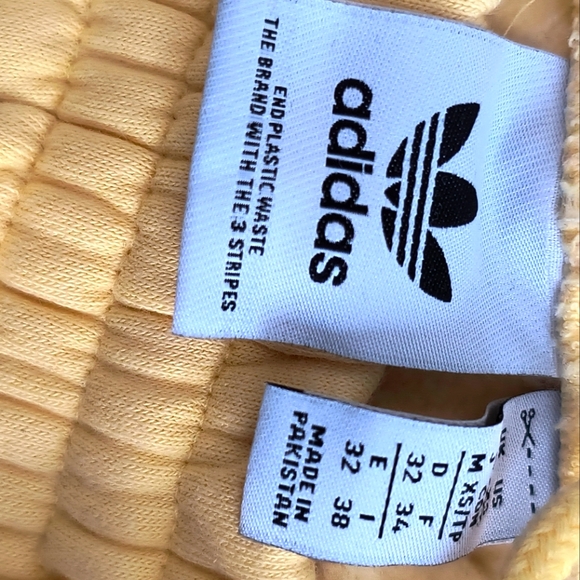 adidas
END PLASTIC WASTE
THE BRAND WITH THE 3 STRIPES
US
XS/TP
D F
32 34
E I
32 38
MADE IN
PAKISTAN